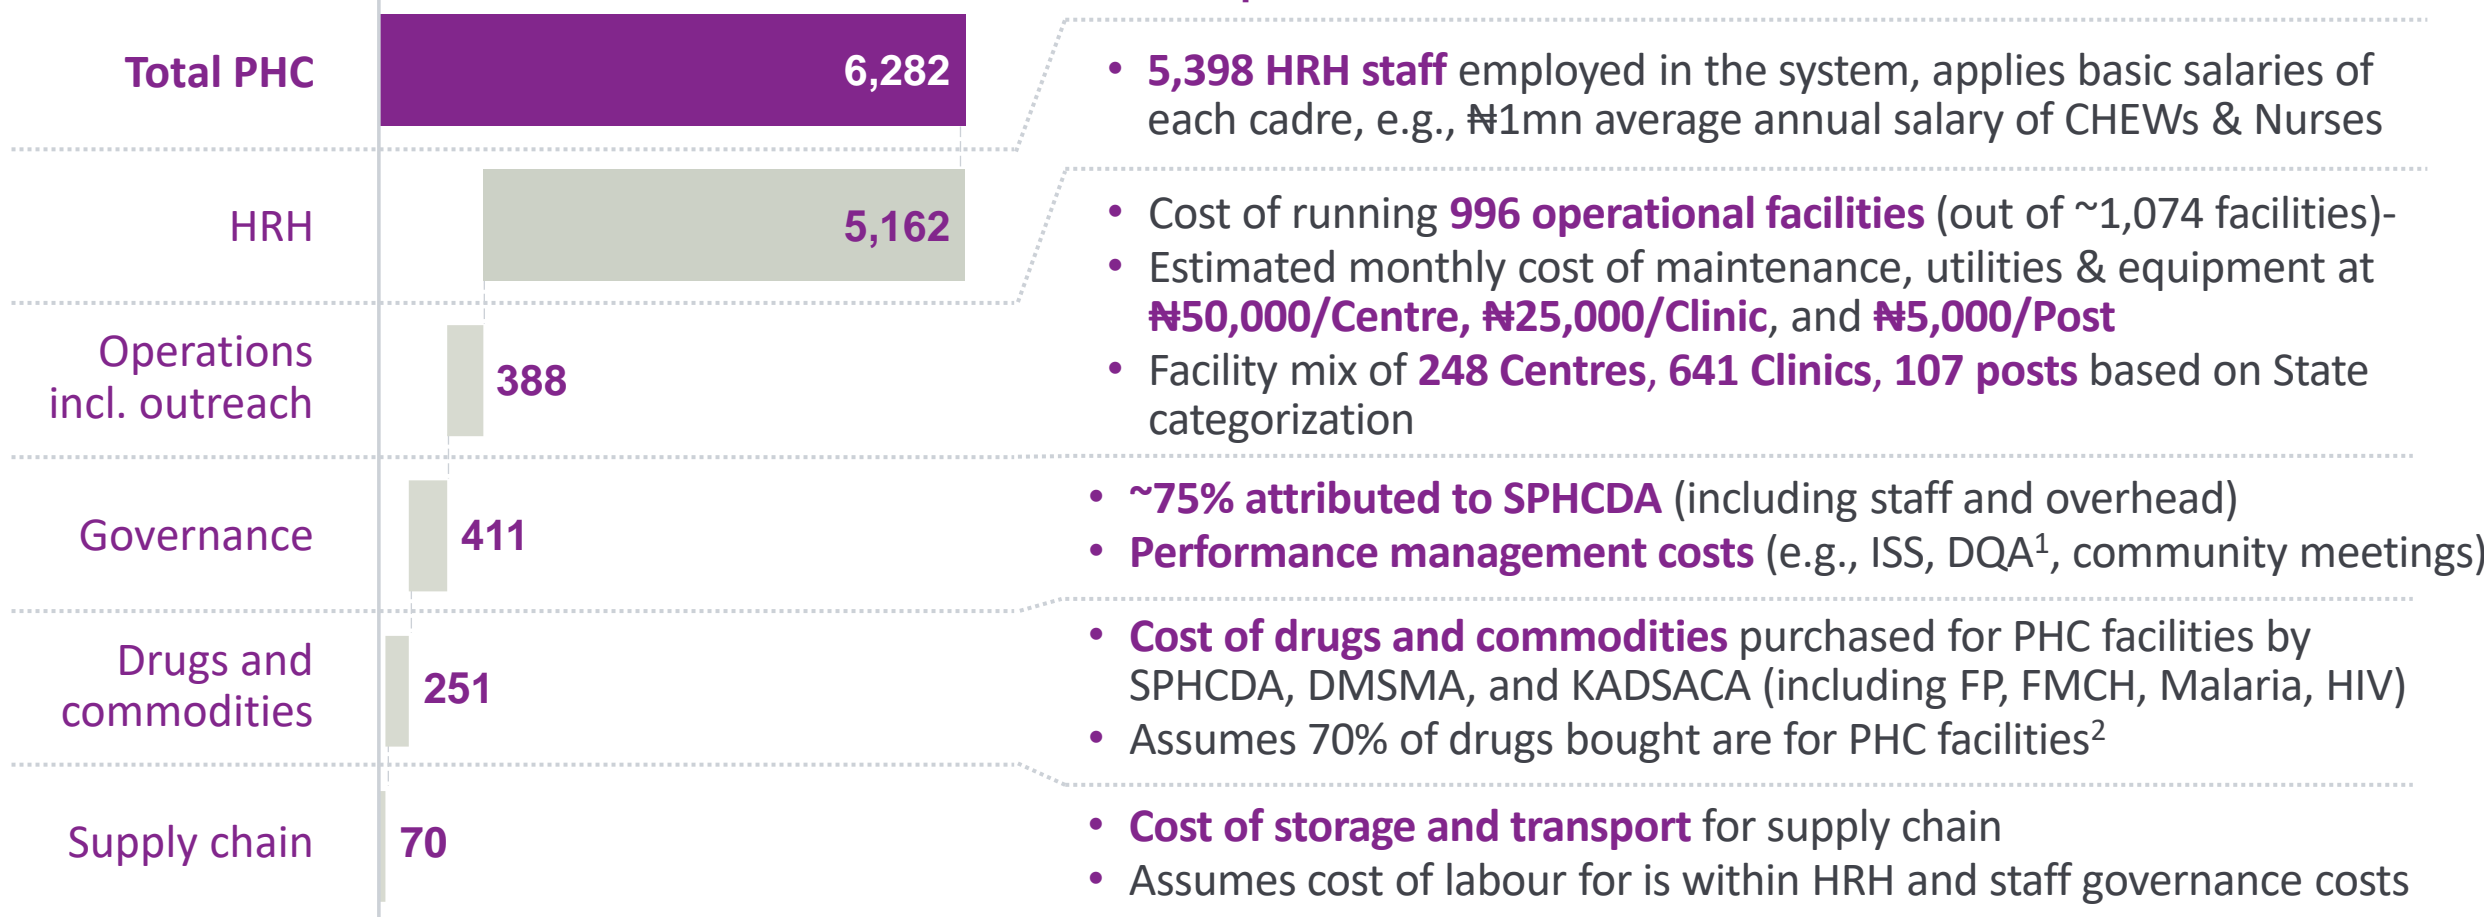 Total PHC
6,282
• 5,398 HRH staff employed in the system, applies basic salaries of
each cadre, e.g., ₦1mn average annual salary of CHEWs & Nurses
HRH
5,162
• Cost of running 996 operational facilities (out of ~1,074 facilities)-
• Estimated monthly cost of maintenance, utilities & equipment at
₦50,000/Centre, ₦25,000/Clinic, and ₦5,000/Post
• Facility mix of 248 Centres, 641 Clinics, 107 posts based on State
categorization
Operations
incl. outreach
388
• ~75% attributed to SPHCDA (including staff and overhead)
• Performance management costs (e.g., ISS, DQA¹, community meetings)
Governance
411
• Cost of drugs and commodities purchased for PHC facilities by
SPHCDA, DMSMA, and KADSACA (including FP, FMCH, Malaria, HIV)
• Assumes 70% of drugs bought are for PHC facilities²
Drugs and
commodities
251
• Cost of storage and transport for supply chain
• Assumes cost of labour for is within HRH and staff governance costs
Supply chain
70